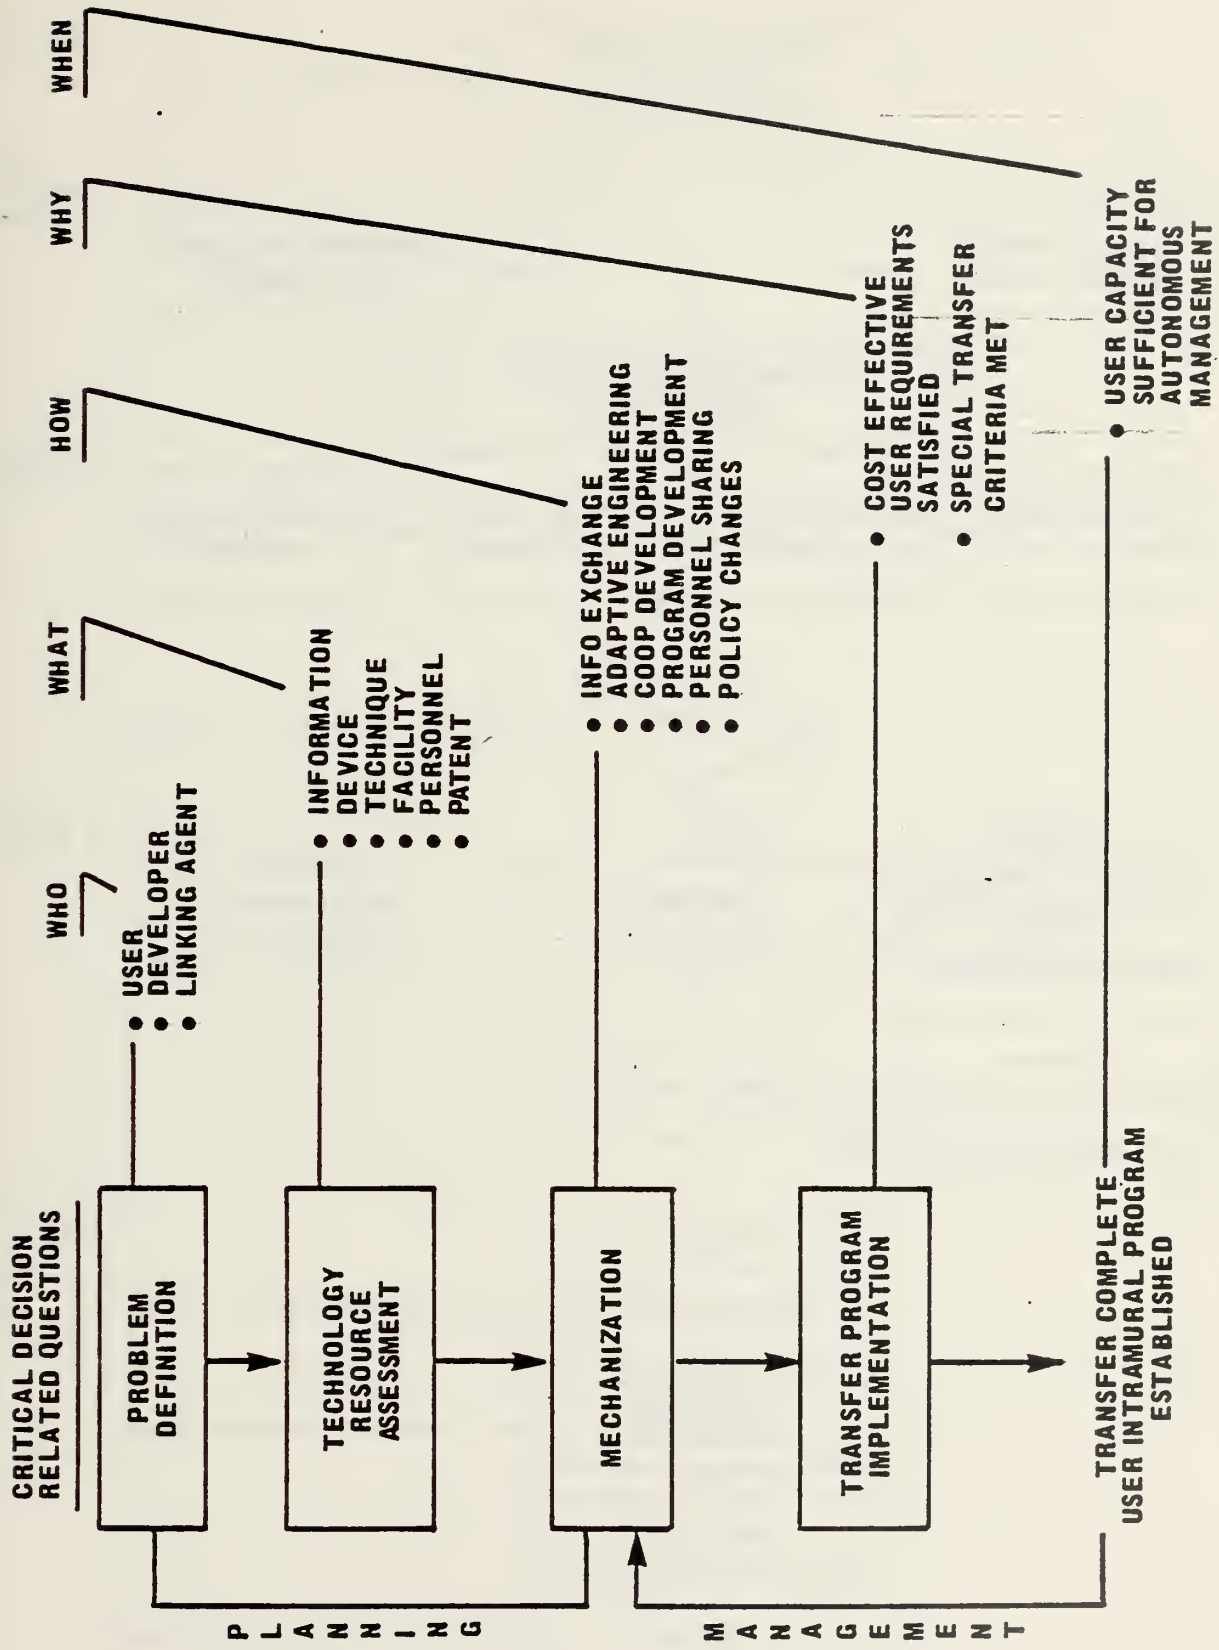 CRITICAL DECISION
RELATED QUESTIONS
WHO
WHAT
HOW
WHY
WHEN
PROBLEM
DEFINITION
• USER
• DEVELOPER
• LINKING AGENT
TECHNOLOGY
RESOURCE
ASSESSMENT
• INFORMATION
• DEVICE
• TECHNIQUE
• FACILITY
• PERSONNEL
• PATENT
MECHANIZATION
• INFO EXCHANGE
• ADAPTIVE ENGINEERING
• COOP DEVELOPMENT
• PROGRAM DEVELOPMENT
• PERSONNEL SHARING
• POLICY CHANGES
TRANSFER PROGRAM
IMPLEMENTATION
• COST EFFECTIVE
USER REQUIREMENTS
SATISFIED
• SPECIAL TRANSFER
CRITERIA MET
TRANSFER COMPLETE
USER INTRAMURAL PROGRAM
ESTABLISHED
• USER CAPACITY
SUFFICIENT FOR
AUTONOMOUS
MANAGEMENT
PLANNING
MANAGEMENT